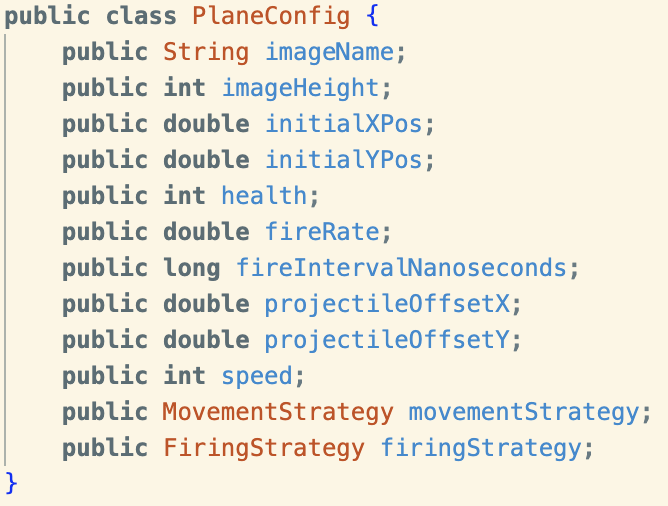 public class PlaneConfig {
    public String imageName;
    public int imageHeight;
    public double initialXPos;
    public double initialYPos;
    public int health;
    public double fireRate;
    public long fireIntervalNanoseconds;
    public double projectileOffsetX;
    public double projectileOffsetY;
    public int speed;
    public MovementStrategy movementStrategy;
    public FiringStrategy firingStrategy;
}